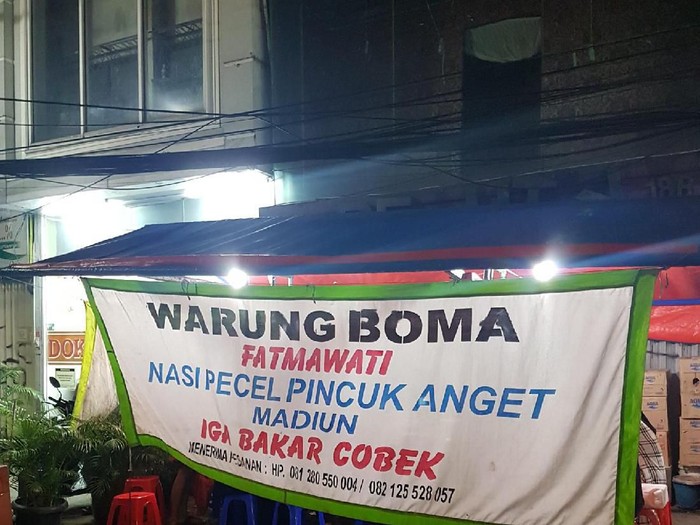 WARUNG BOMA
FATMAWATI
NASI PECEL PINCUK ANGET
MADIUN
IGA BAKAR COBEK
MENERIMA PESANAN : HP. 081 280 550 004 / 082 125 528 057
DOK